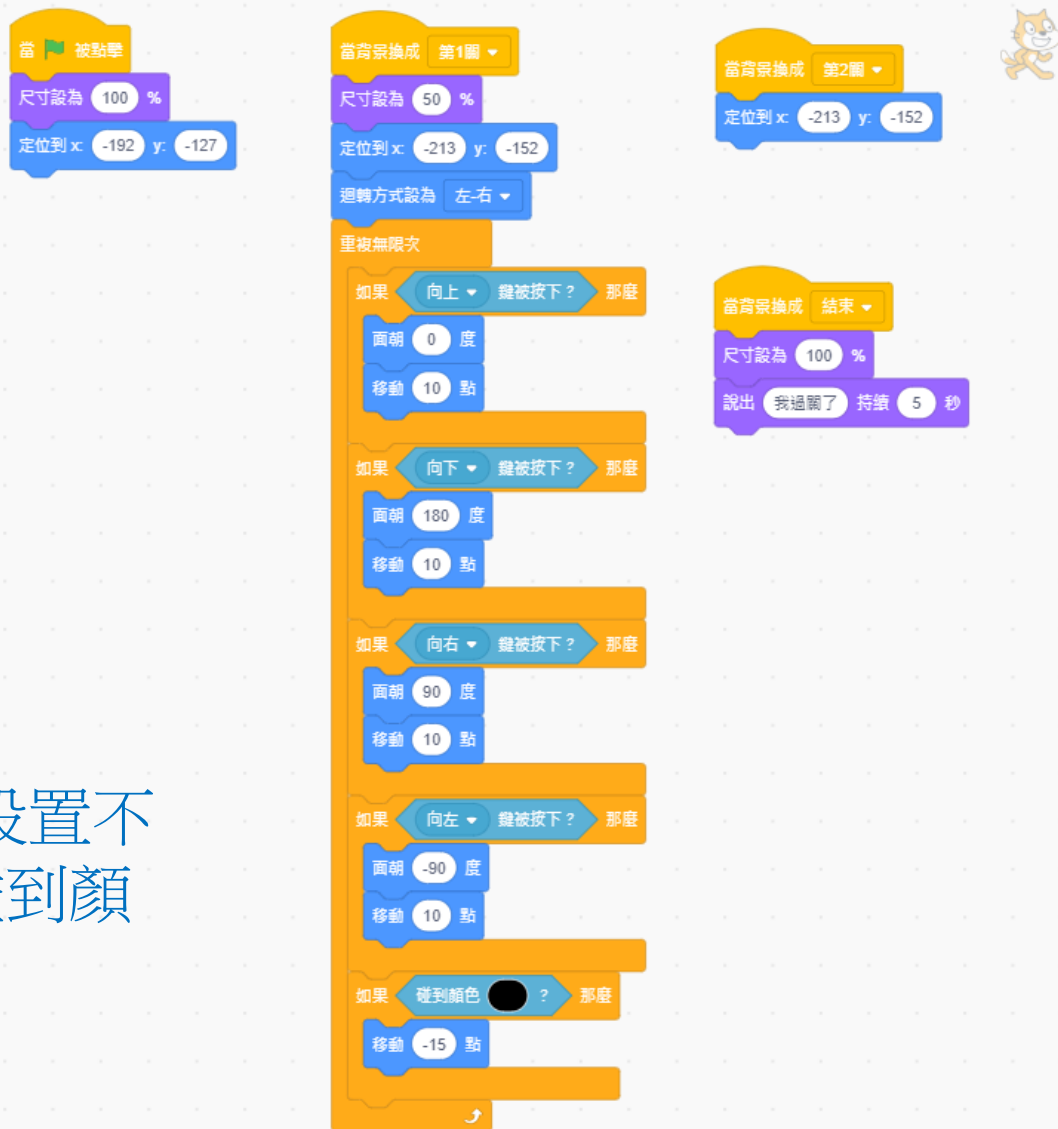 當 被點擊
尺寸設為 100 %
定位到 x: -192 y: -127
當背景換成 第1圖
尺寸設為 50 %
定位到 x: -213 y: -152
迴轉方式設為 左-右
重複無限次
如果 向上 鍵被按下？ 那麼
面朝 0 度
移動 10 點
如果 向下 鍵被按下？ 那麼
面朝 180 度
移動 10 點
如果 向右 鍵被按下？ 那麼
面朝 90 度
移動 10 點
如果 向左 鍵被按下？ 那麼
面朝 -90 度
移動 10 點
如果 碰到顏色 ？ 那麼
移動 -15 點
當背景換成 第2圖
定位到 x: -213 y: -152
當背景換成 結束
尺寸設為 100 %
說出 我過關了 持續 5 秒
設置不
到顏